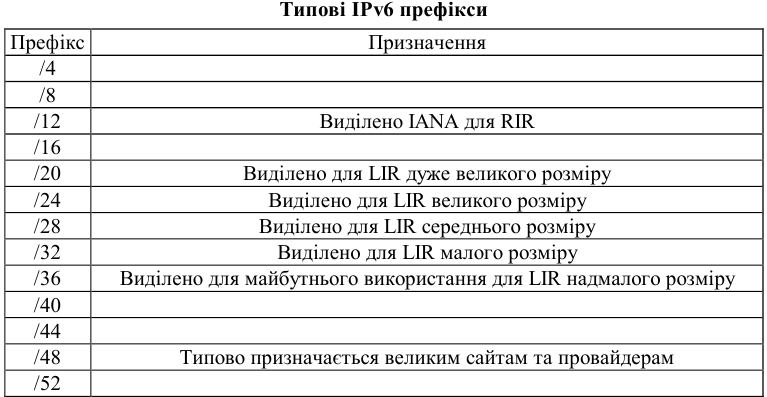 Типові IPv6 префікси
Префікс Призначення
/4
/8
/12 Виділено IANA для RIR
/16
/20 Виділено для LIR дуже великого розміру
/24 Виділено для LIR великого розміру
/28 Виділено для LIR середнього розміру
/32 Виділено для LIR малого розміру
/36 Виділено для майбутнього використання для LIR надмалого розміру
/40
/44
/48 Типово призначається великим сайтам та провайдерам
/52